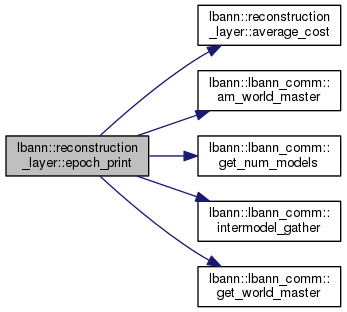 lbann::reconstruction
_layer::average_cost
lbann::lbann_comm::
am_world_master
lbann::reconstruction
_layer::epoch_print
lbann::lbann_comm::
get_num_models
lbann::lbann_comm::
intermodel_gather
lbann::lbann_comm::
get_world_master